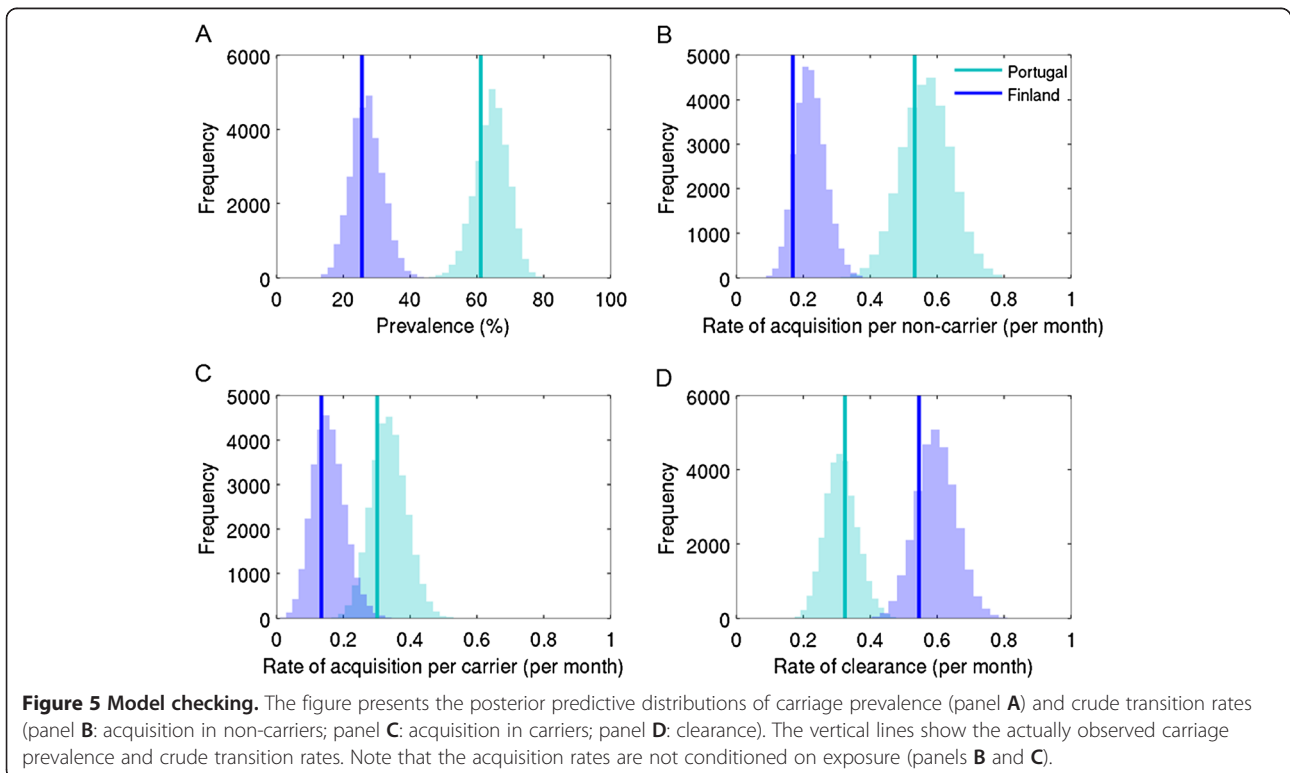 A
6000
4000
2000
0
Frequency
0 20 40 60 80 100
Prevalence (%)
B
5000
4000
3000
2000
1000
0
Frequency
Portugal
Finland
0 0.2 0.4 0.6 0.8 1
Rate of acquisition per non-carrier (per month)
C
5000
4000
3000
2000
1000
0
Frequency
0 0.2 0.4 0.6 0.8 1
Rate of acquisition per carrier (per month)
D
6000
4000
2000
0
Frequency
0 0.2 0.4 0.6 0.8 1
Rate of clearance (per month)
Figure 5 Model checking. The figure presents the posterior predictive distributions of carriage prevalence (panel A) and crude transition rates
(panel B: acquisition in non-carriers; panel C: acquisition in carriers; panel D: clearance). The vertical lines show the actually observed carriage
prevalence and crude transition rates. Note that the acquisition rates are not conditioned on exposure (panels B and C).